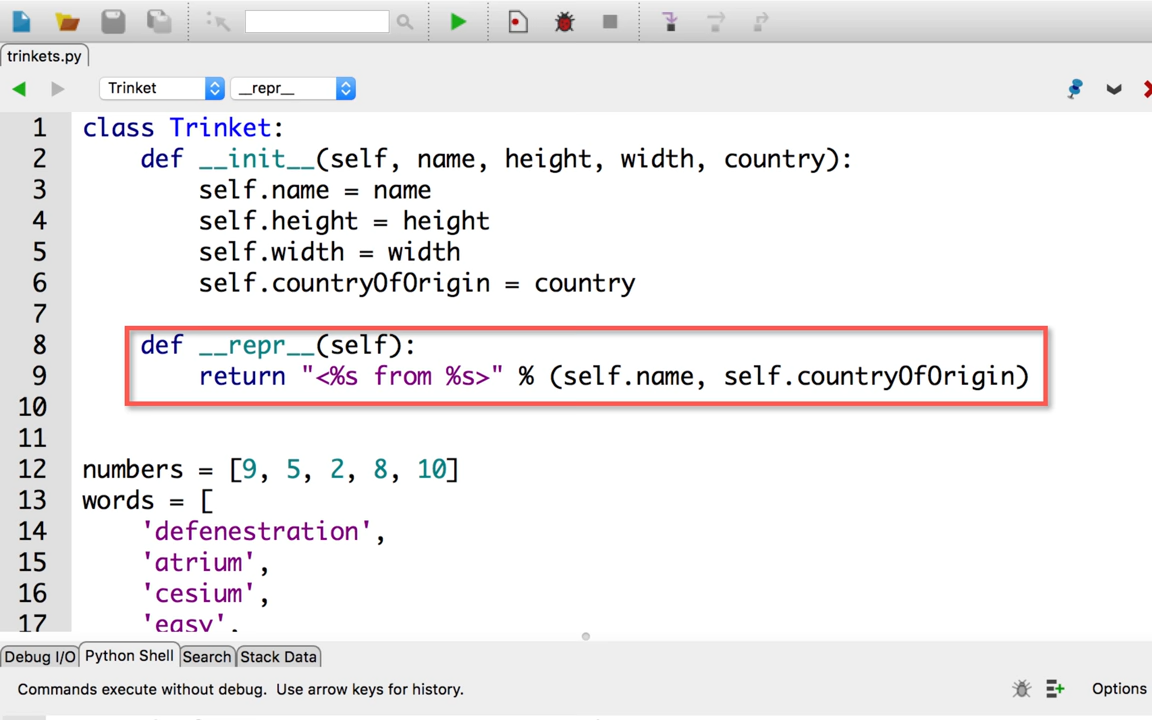 trinkets.py
Trinket __repr__
1 class Trinket:
2 def __init__(self, name, height, width, country):
3 self.name = name
4 self.height = height
5 self.width = width
6 self.countryOfOrigin = country
7
8 def __repr__(self):
9 return "<%s from %s>" % (self.name, self.countryOfOrigin)
10
11
12 numbers = [9, 5, 2, 8, 10]
13 words = [
14 'defenestration',
15 'atrium',
16 'cesium',
17 'easy',
Debug I/O Python Shell Search Stack Data
Commands execute without debug. Use arrow keys for history.
Options